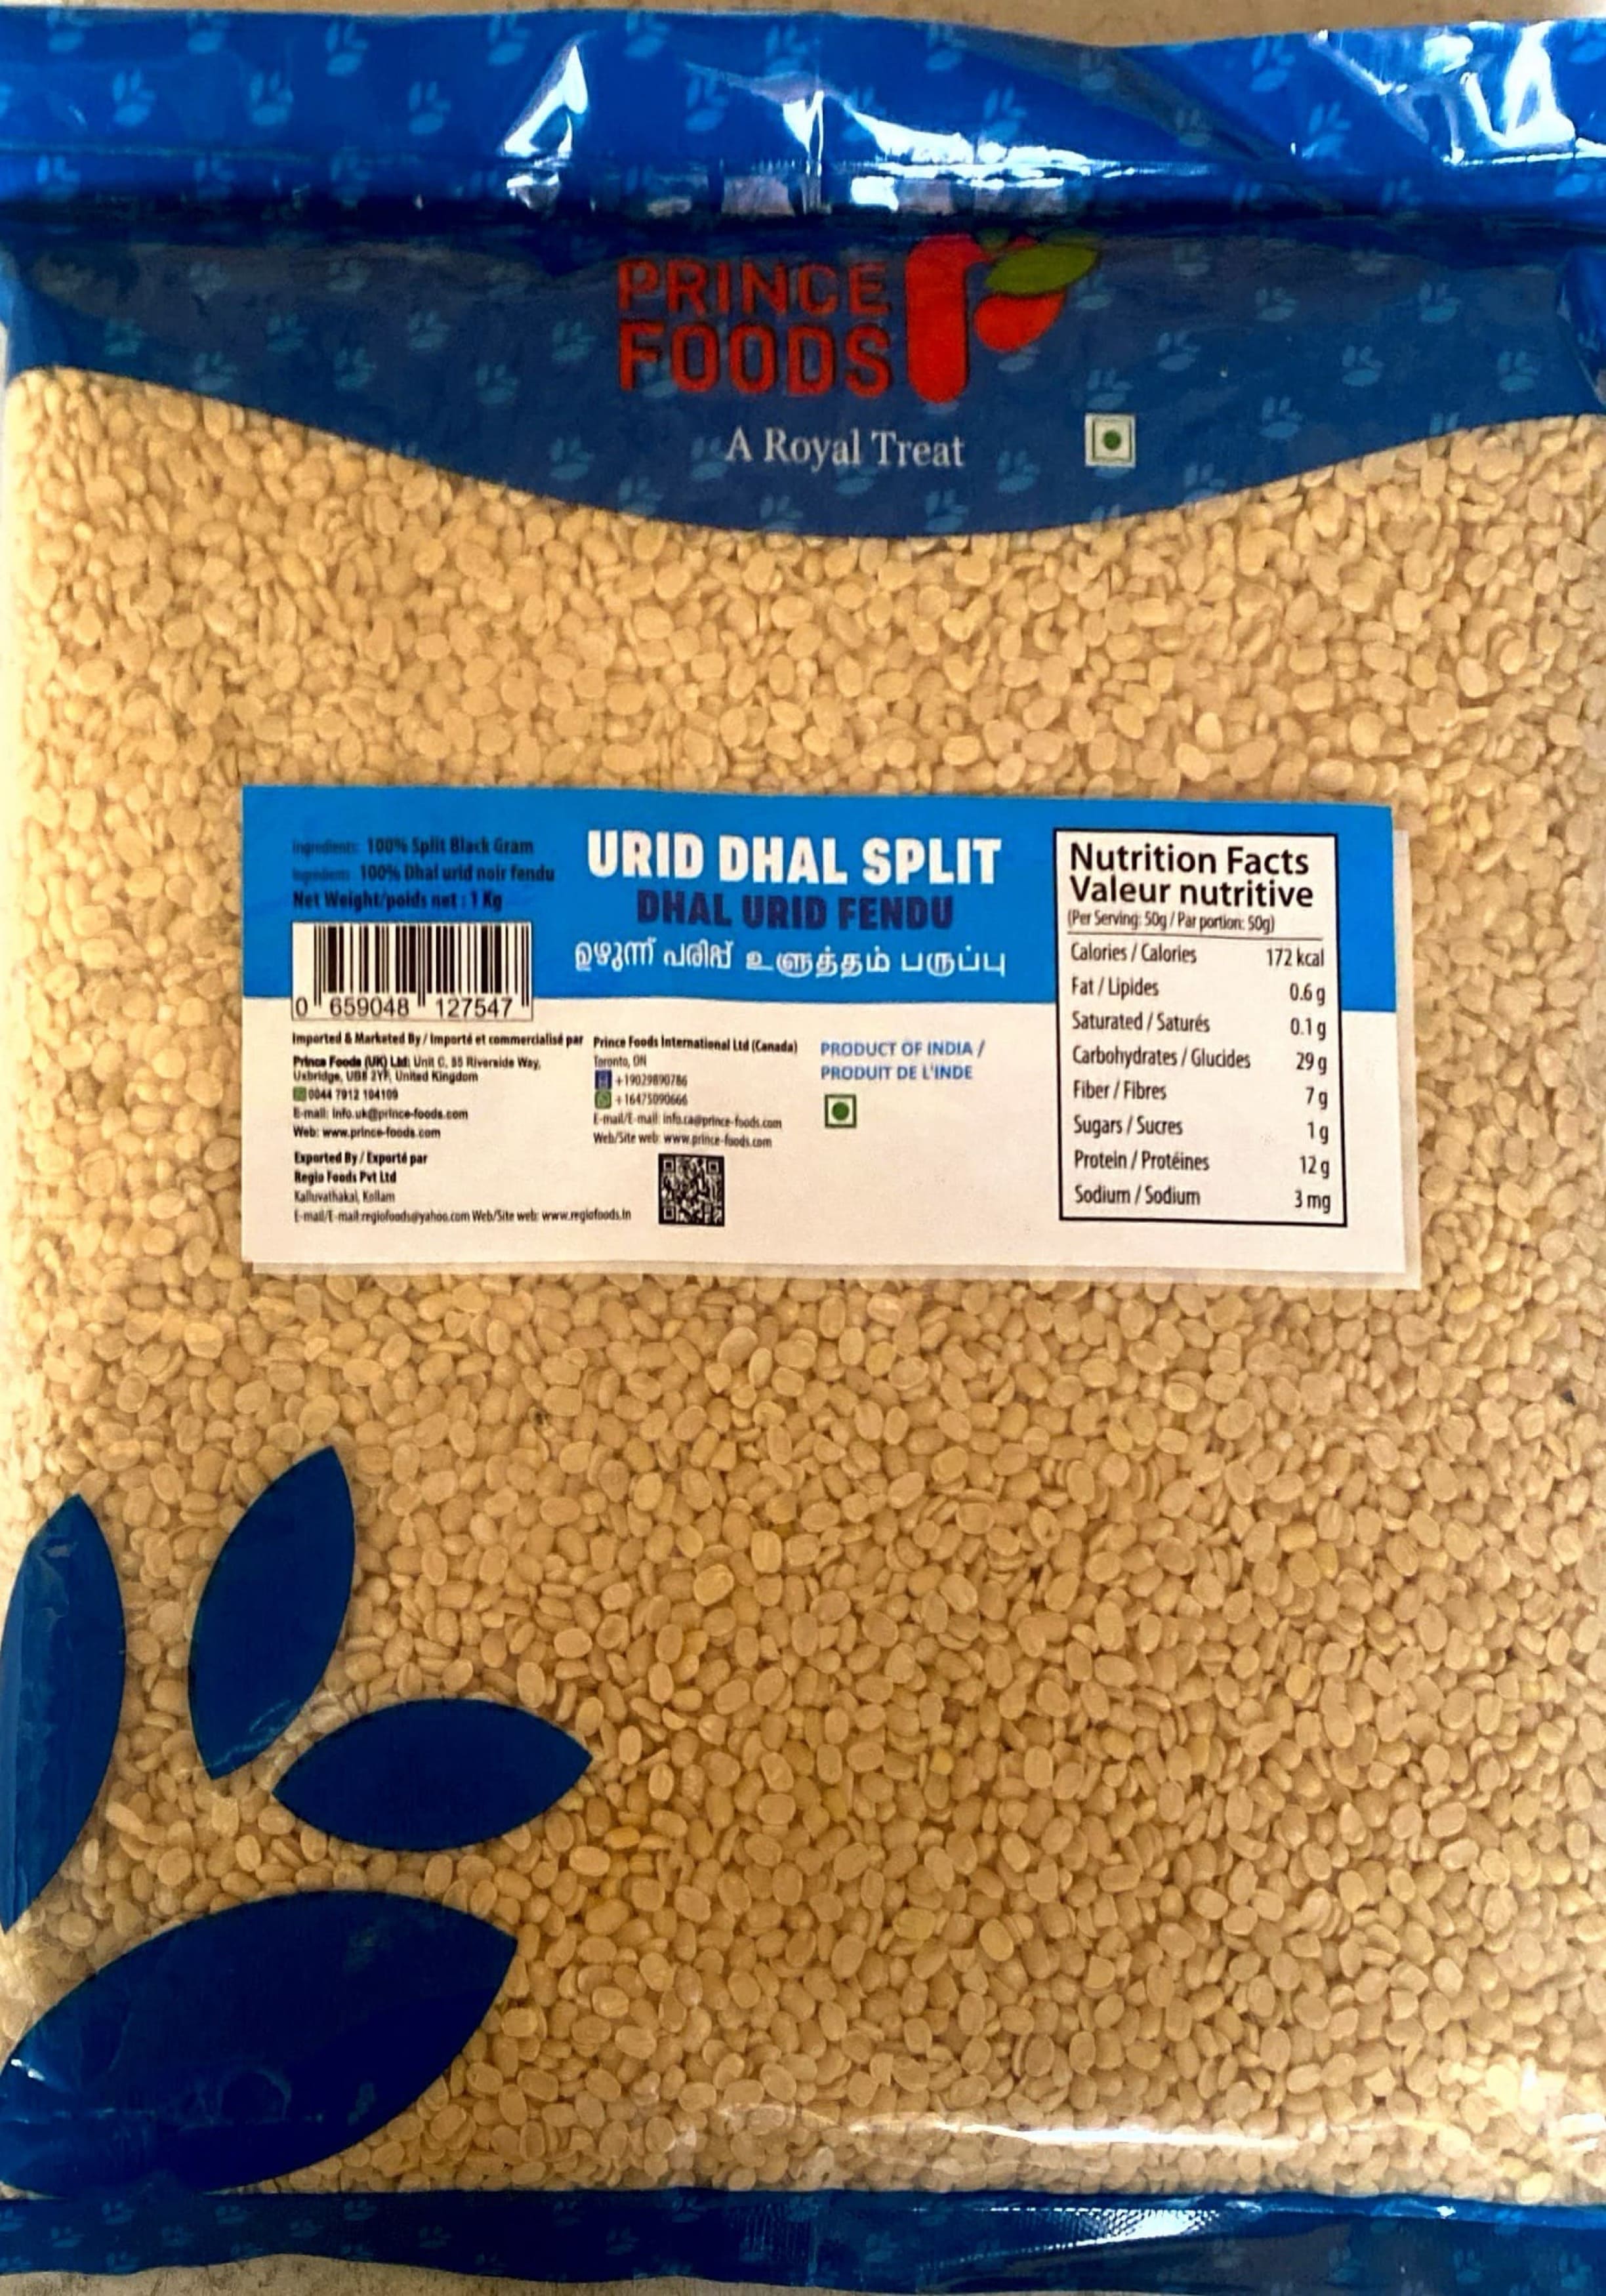 PRINCE
FOODS
A Royal Treat
Ingredients: 100% Split Black Gram
100% Dhal urid noir fendu
Net Weight/poids net : 1 Kg
0 659048 127547
URID DHAL SPLIT
DHAL URID FENDU
ഉഴുന്ന് പരിപ്പ് உளுத்தம் பருப்பு
Imported & Marketed By / Importé et commercialisé par
Prince Foods (UK) Ltd: Unit C, 55 Riverside Way,
Uxbridge, UB8 2YF, United Kingdom
0044 7912 104109
E-mail: info.uk@prince-foods.com
Web: www.prince-foods.com
Exported By / Exporté par
Regio Foods Pvt Ltd
Kalluvathakal, Kollam
E-mail/E-mail:regiofoods@yahoo.com Web/Site web: www.regiofoods.in
Prince Foods International Ltd (Canada)
Toronto, ON
+19029890786
+16475090666
E-mail/E-mail: info.ca@prince-foods.com
Web/Site web: www.prince-foods.com
PRODUCT OF INDIA /
PRODUIT DE L'INDE
Nutrition Facts
Valeur nutritive
(Per Serving: 50g / Par portion: 50g)
Calories / Calories 172 kcal
Fat / Lipides 0.6 g
Saturated / Saturés 0.1 g
Carbohydrates / Glucides 29 g
Fiber / Fibres 7 g
Sugars / Sucres 1 g
Protein / Protéines 12 g
Sodium / Sodium 3 mg